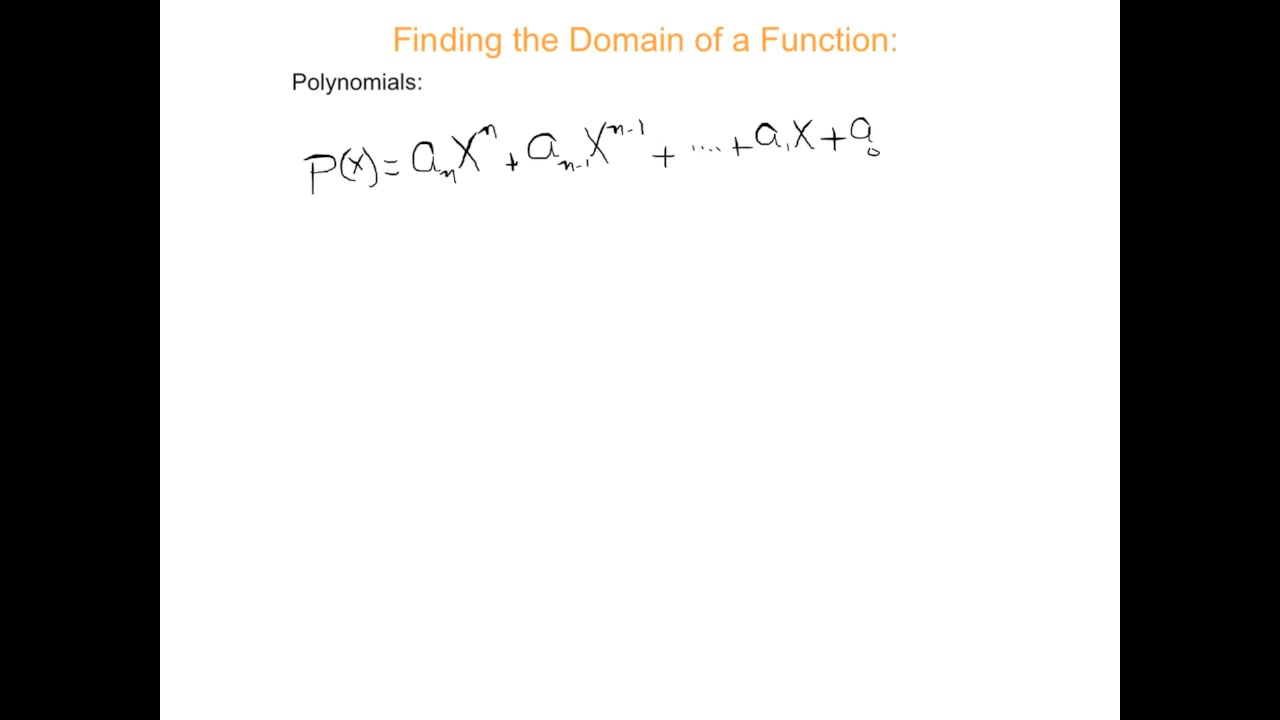 Finding the Domain of a Function:
Polynomials:
P(x) = aₙxⁿ + aₙ₋₁xⁿ⁻¹ + .... + a₁x + a₀